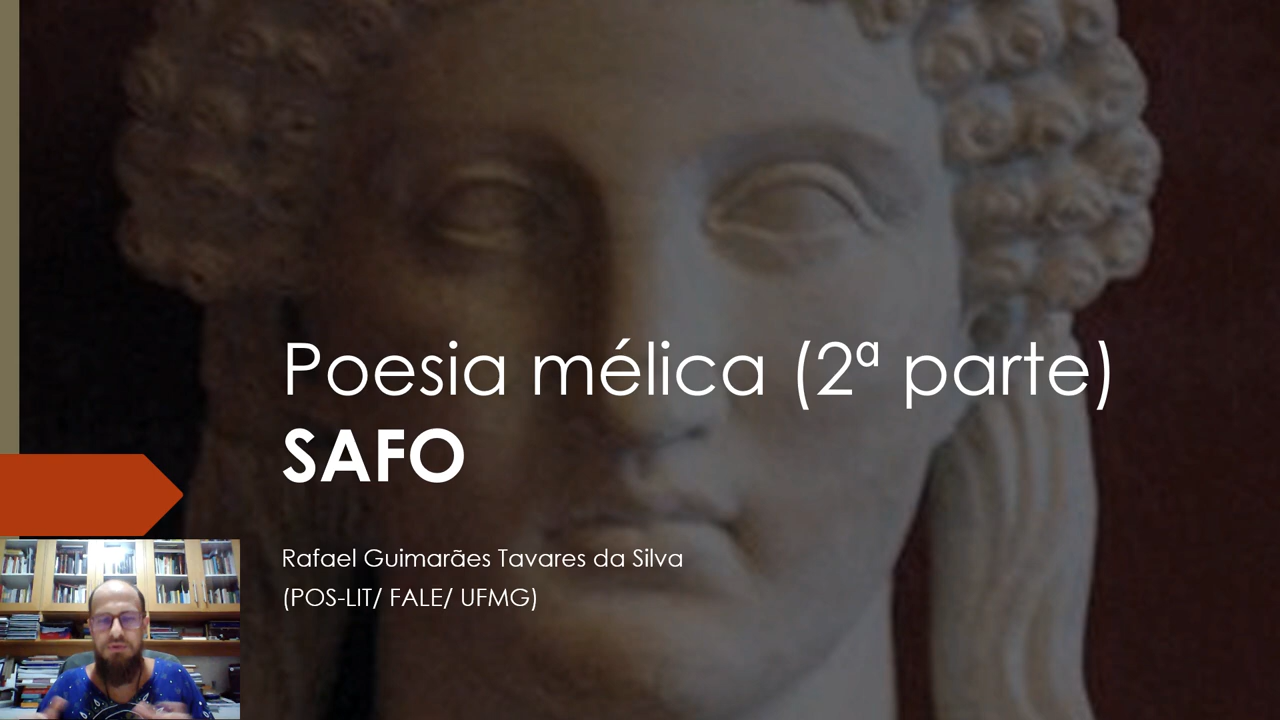 Poesia mélica (2ª parte)
SAFO
Rafael Guimarães Tavares da Silva
(POS-LIT/ FALE/ UFMG)